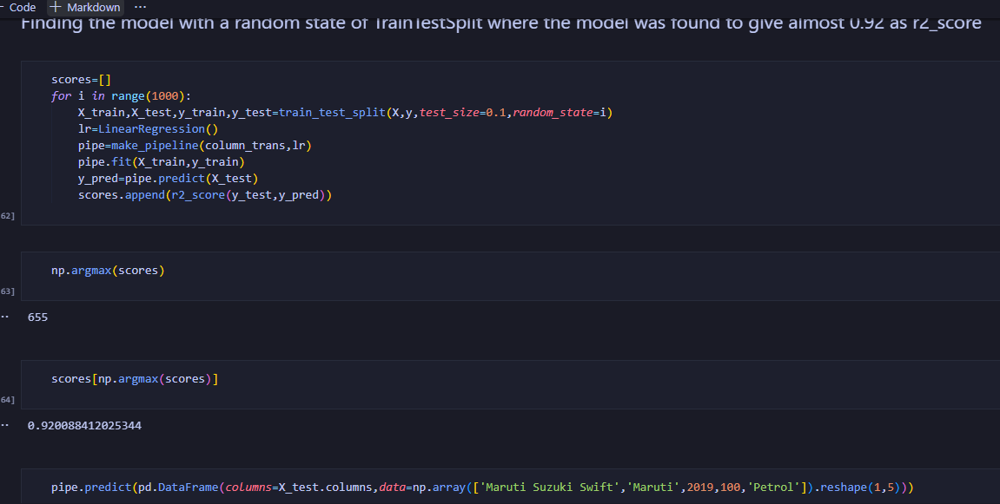 Code + Markdown ...
Finding the model with a random state of TrainTestSplit where the model was found to give almost 0.92 as r2_score
scores=[]
for i in range(1000):
    X_train,X_test,y_train,y_test=train_test_split(X,y,test_size=0.1,random_state=i)
    lr=LinearRegression()
    pipe=make_pipeline(column_trans,lr)
    pipe.fit(X_train,y_train)
    y_pred=pipe.predict(X_test)
    scores.append(r2_score(y_test,y_pred))
62]
np.argmax(scores)
63]
655
scores[np.argmax(scores)]
64]
0.920088412025344
pipe.predict(pd.DataFrame(columns=X_test.columns,data=np.array(['Maruti Suzuki Swift','Maruti',2019,100,'Petrol']).reshape(1,5)))